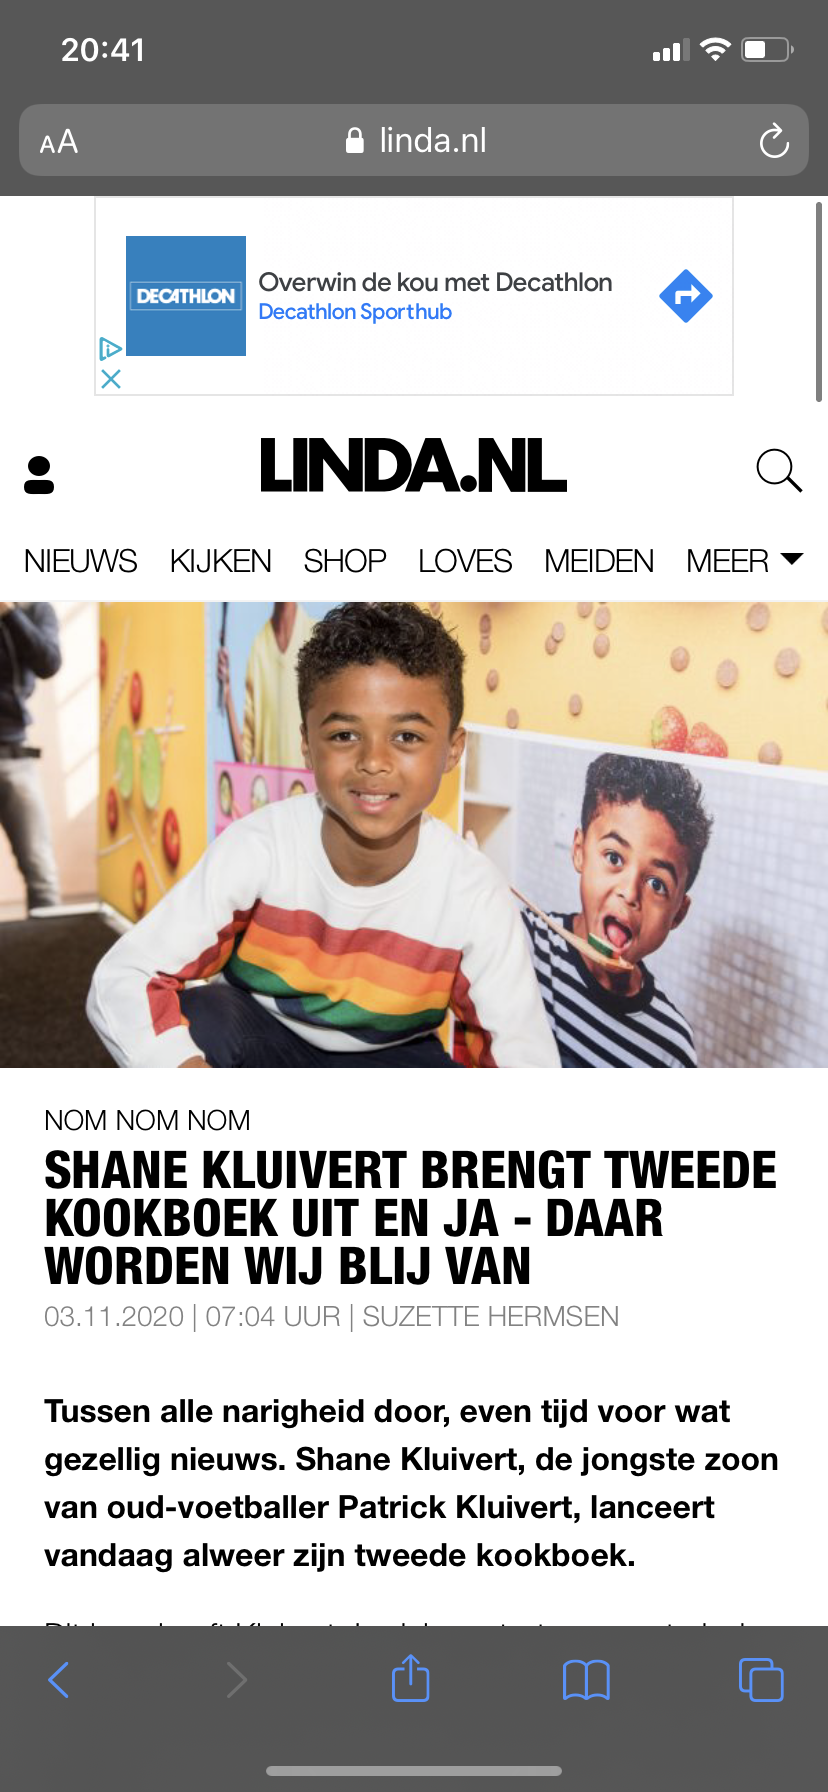 20:41
AA
linda.nl
DECATHLON
Overwin de kou met Decathlon
Decathlon Sporthub
LINDA.NL
NIEUWS KIJKEN SHOP LOVES MEIDEN MEER
NOM NOM NOM
SHANE KLUIVERT BRENGT TWEEDE
KOOKBOEK UIT EN JA - DAAR
WORDEN WIJ BLIJ VAN
03.11.2020 | 07:04 UUR | SUZETTE HERMSEN
Tussen alle narigheid door, even tijd voor wat
gezellig nieuws. Shane Kluivert, de jongste zoon
van oud-voetballer Patrick Kluivert, lanceert
vandaag alweer zijn tweede kookboek.